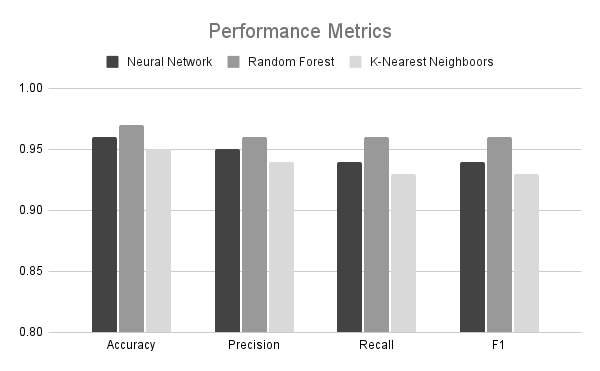 Performance Metrics
Neural Network Random Forest K-Nearest Neighboors
1.00
0.95
0.90
0.85
0.80
Accuracy Precision Recall F1